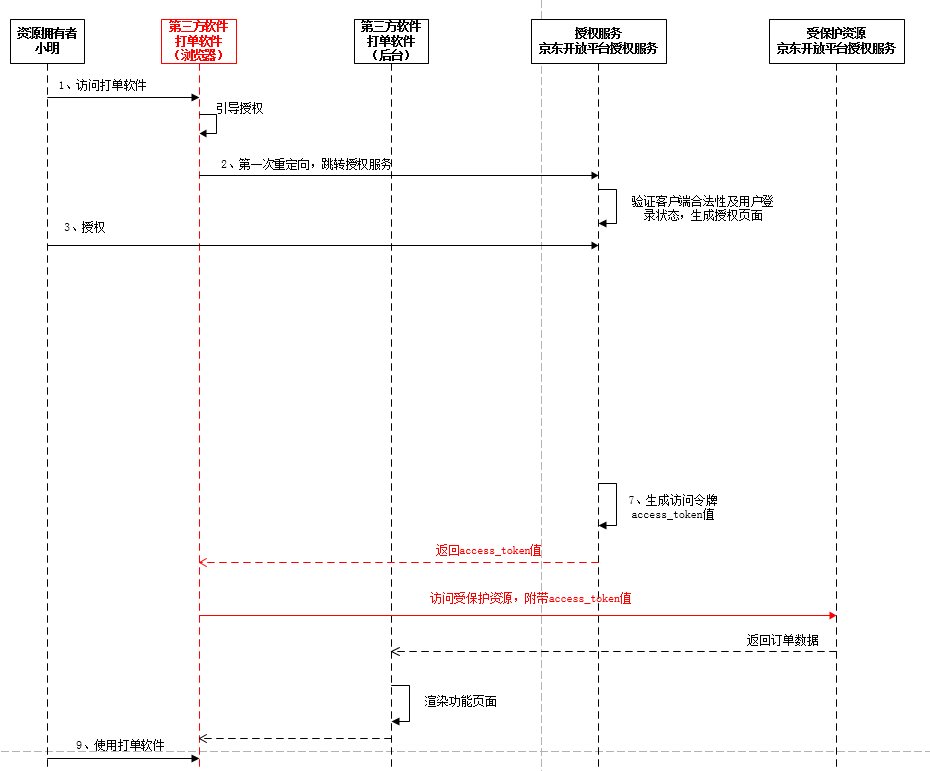 资源拥有者
小明
第三方软件
打单软件
（浏览器）
第三方软件
打单软件
（后台）
授权服务
京东开放平台授权服务
受保护资源
京东开放平台授权服务
1、访问打单软件
引导授权
2、第一次重定向，跳转授权服务
验证客户端合法性及用户登
录状态，生成授权页面
3、授权
7、生成访问令牌
access_token值
返回access_token值
访问受保护资源，附带access_token值
返回订单数据
渲染功能页面
9、使用打单软件